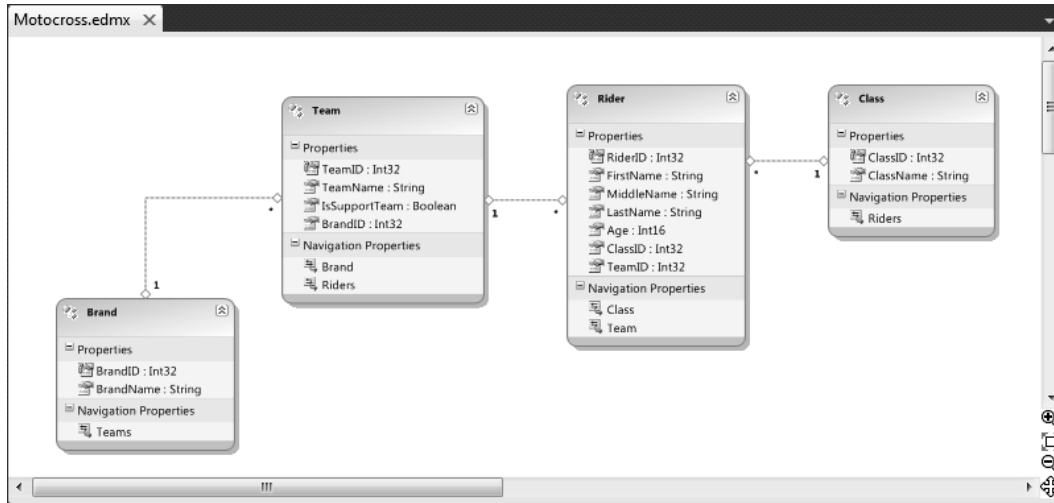 Motocross.edmx
Team
Properties
TeamID : Int32
TeamName : String
IsSupportTeam : Boolean
BrandID : Int32
Navigation Properties
Brand
Riders
Rider
Properties
RiderID : Int32
FirstName : String
MiddleName : String
LastName : String
Age : Int16
ClassID : Int32
TeamID : Int32
Navigation Properties
Class
Team
Class
Properties
ClassID : Int32
ClassName : String
Navigation Properties
Riders
Brand
Properties
BrandID : Int32
BrandName : String
Navigation Properties
Teams
1
*
1
*
*
1